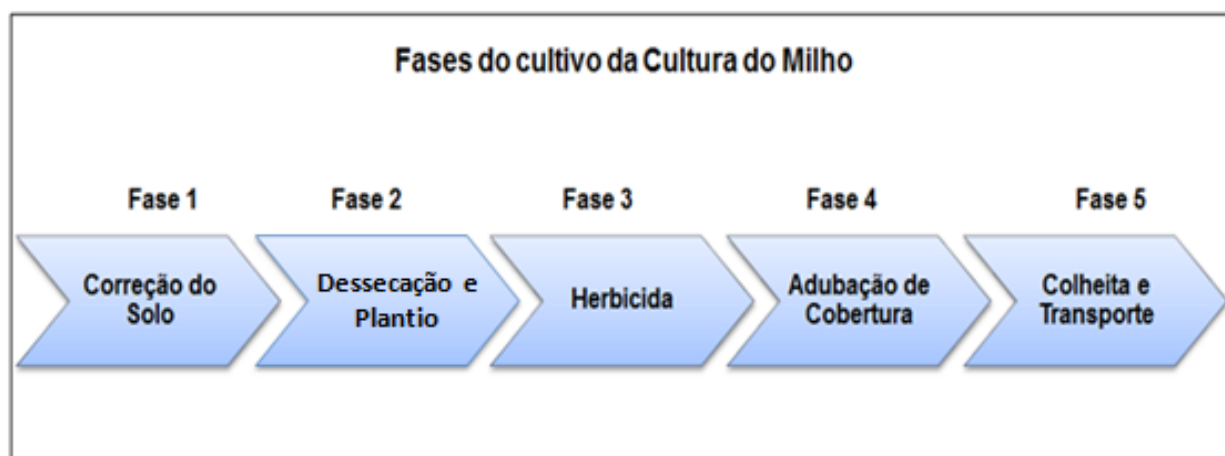 Fases do cultivo da Cultura do Milho
Fase 1
Fase 2
Fase 3
Fase 4
Fase 5
Correção do
Solo
Dessecação e
Plantio
Herbicida
Adubação de
Cobertura
Colheita e
Transporte